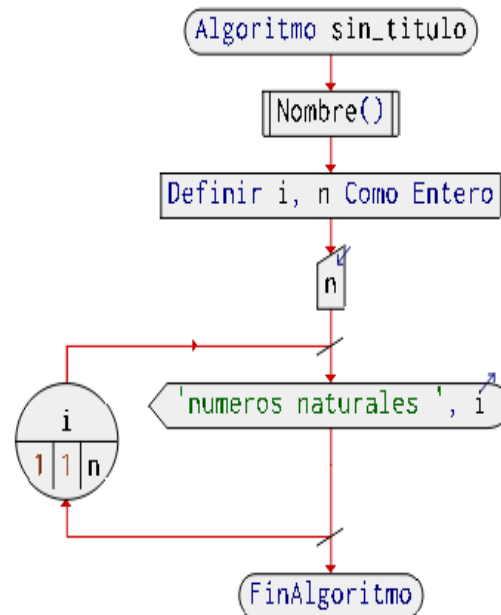 Algoritmo sin_titulo
Nombre()
Definir i, n Como Entero
n
'numeros naturales ', i
i
1 1 n
FinAlgoritmo